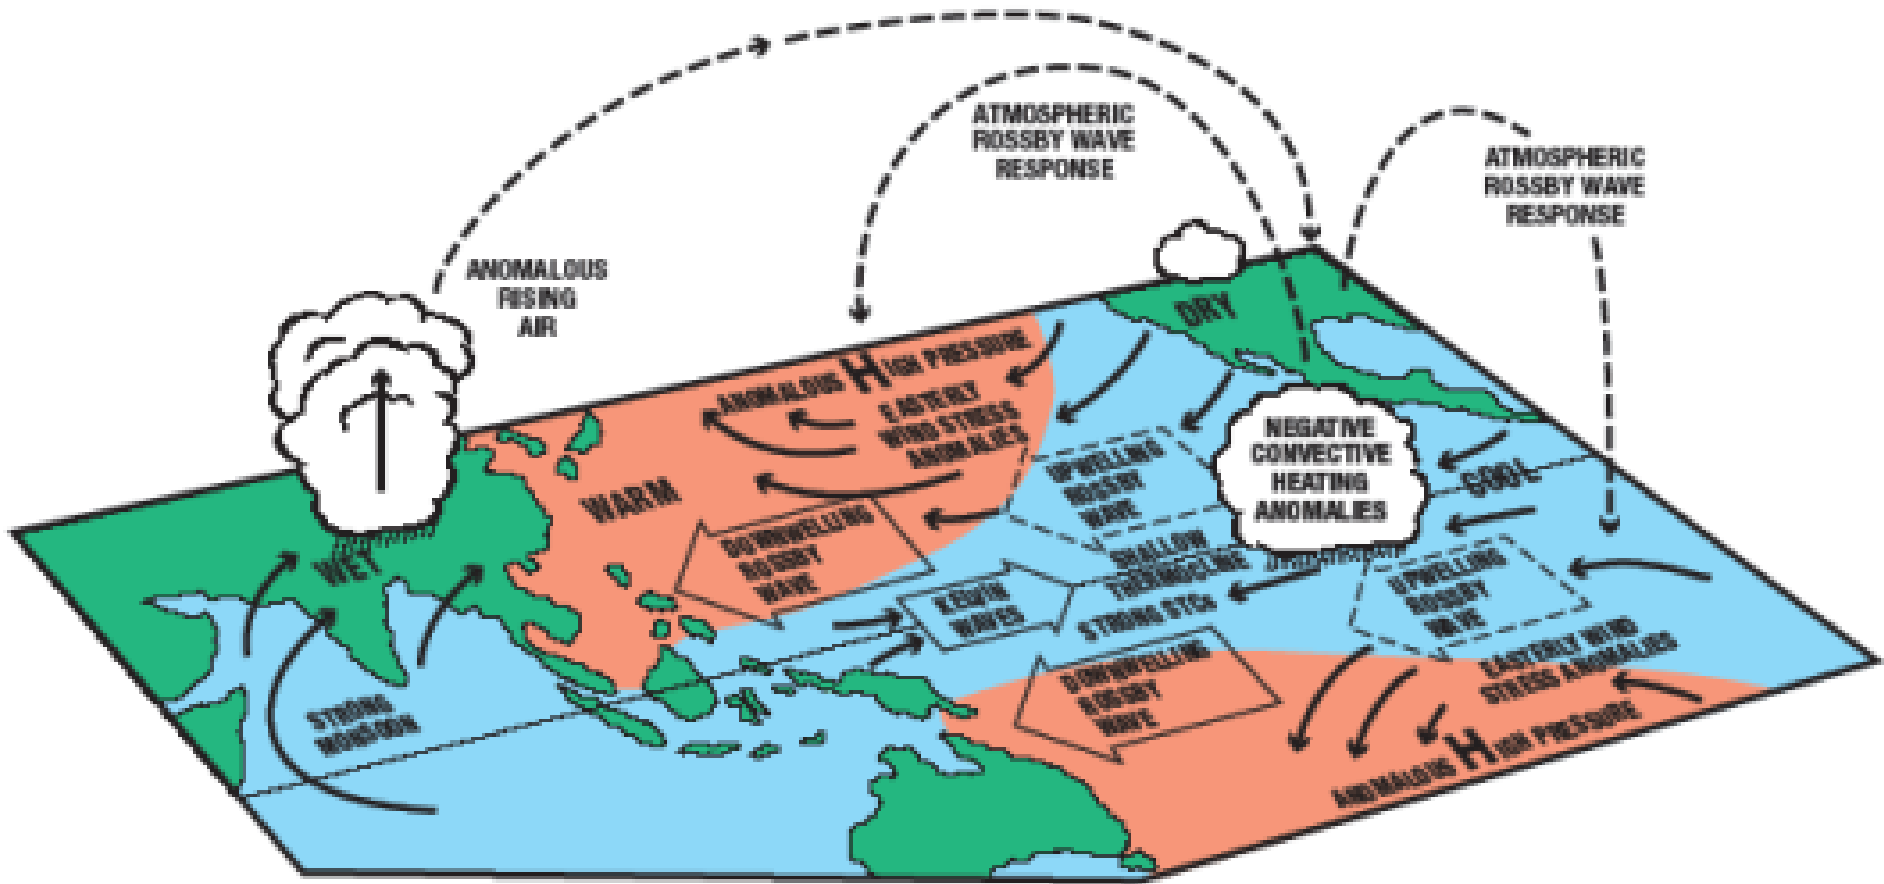 ATMOSPHERIC
ROSSBY WAVE
RESPONSE
ATMOSPHERIC
ROSSBY WAVE
RESPONSE
ANOMALOUS
RISING
AIR
DRY
ANOMALOUS HIGH PRESSURE
EASTERLY
WIND STRESS
ANOMALIES
NEGATIVE
CONVECTIVE
HEATING
ANOMALIES
COOL
WARM
UPWELLING
ROSSBY
WAVE
DOWNWELLING
ROSSBY
WAVE
WET
SHALLOW
THERMOCLINE
STRONG STCs
KELVIN
WAVES
UPWELLING
ROSSBY
WAVE
DOWNWELLING
ROSSBY
WAVE
EASTERLY WIND
STRESS ANOMALIES
STRONG
MONSOON
ANOMALOUS HIGH PRESSURE